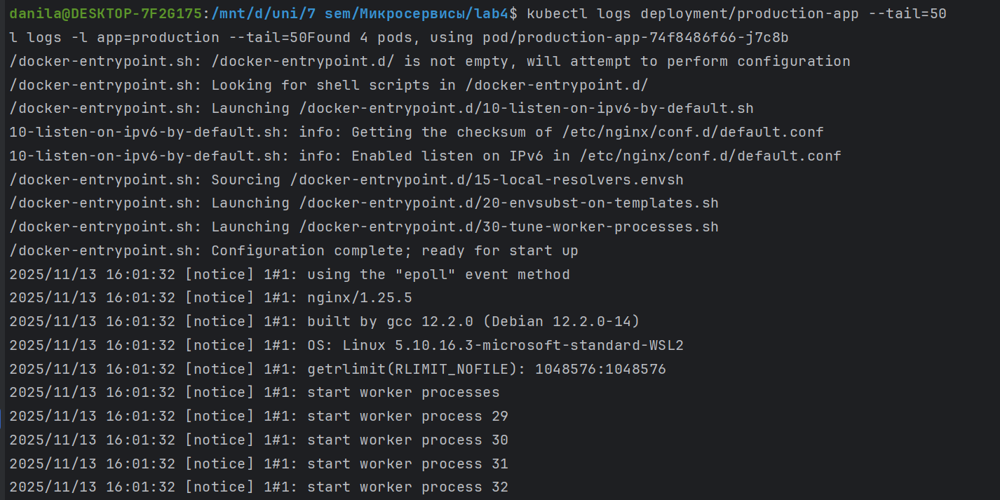 danila@DESKTOP-7F26175:/mnt/d/uni/7 sem/Микросервисы/lab4$ kubectl logs deployment/production-app --tail=50
l logs -l app=production --tail=50Found 4 pods, using pod/production-app-74f8486f66-j7c8b
/docker-entrypoint.sh: /docker-entrypoint.d/ is not empty, will attempt to perform configuration
/docker-entrypoint.sh: Looking for shell scripts in /docker-entrypoint.d/
/docker-entrypoint.sh: Launching /docker-entrypoint.d/10-listen-on-ipv6-by-default.sh
10-listen-on-ipv6-by-default.sh: info: Getting the checksum of /etc/nginx/conf.d/default.conf
10-listen-on-ipv6-by-default.sh: info: Enabled listen on IPv6 in /etc/nginx/conf.d/default.conf
/docker-entrypoint.sh: Sourcing /docker-entrypoint.d/15-local-resolvers.envsh
/docker-entrypoint.sh: Launching /docker-entrypoint.d/20-envsubst-on-templates.sh
/docker-entrypoint.sh: Launching /docker-entrypoint.d/30-tune-worker-processes.sh
/docker-entrypoint.sh: Configuration complete; ready for start up
2025/11/13 16:01:32 [notice] 1#1: using the "epoll" event method
2025/11/13 16:01:32 [notice] 1#1: nginx/1.25.5
2025/11/13 16:01:32 [notice] 1#1: built by gcc 12.2.0 (Debian 12.2.0-14)
2025/11/13 16:01:32 [notice] 1#1: OS: Linux 5.10.16.3-microsoft-standard-WSL2
2025/11/13 16:01:32 [notice] 1#1: getrlimit(RLIMIT_NOFILE): 1048576:1048576
2025/11/13 16:01:32 [notice] 1#1: start worker processes
2025/11/13 16:01:32 [notice] 1#1: start worker process 29
2025/11/13 16:01:32 [notice] 1#1: start worker process 30
2025/11/13 16:01:32 [notice] 1#1: start worker process 31
2025/11/13 16:01:32 [notice] 1#1: start worker process 32